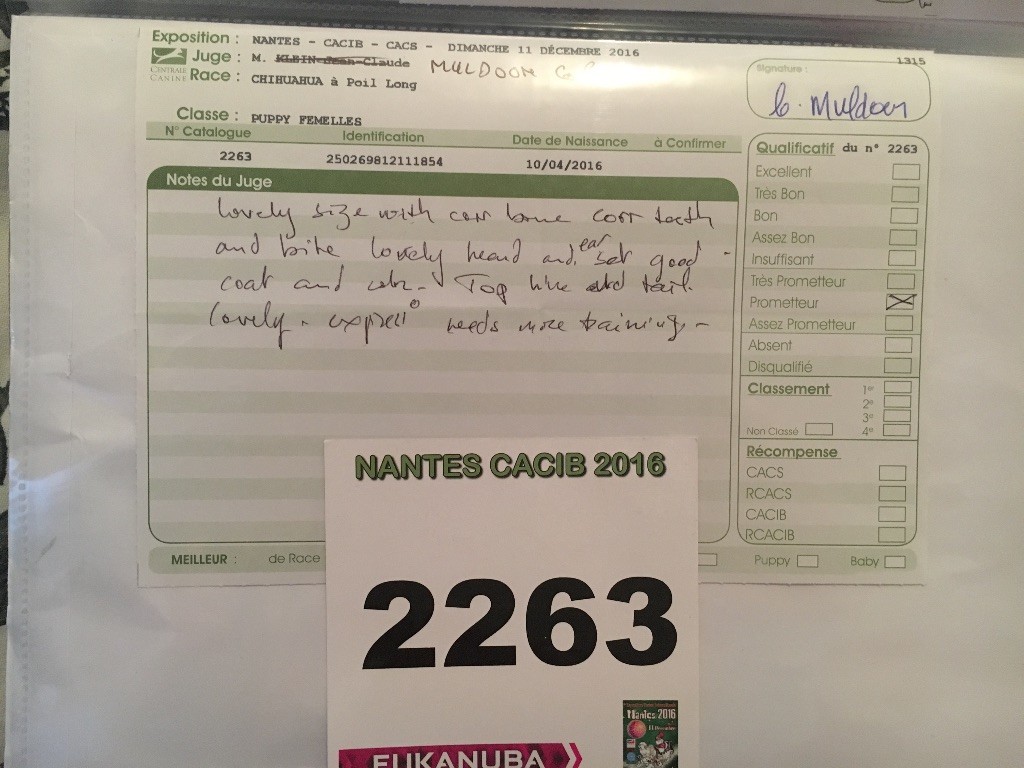 Exposition : NANTES - CACIB - CACS - DIMANCHE 11 DÉCEMBRE 2016
Juge : M. KLEIN Jean-Claude MULDOON G
1315
CENTRALE CANINE
Race : CHIHUAHUA à Poil Long
Signature :
Muldoon
Classe : PUPPY FEMELLES
N° Catalogue Identification Date de Naissance à Confirmer
2263 250269812111854 10/04/2016
Notes du Juge
Lovely size with corr bone corr teeth
and bite lovely head and ear set good
coat and Top line and tail
lovely. needs more training -
Qualificatif du n° 2263
Excellent
Très Bon
Bon
Assez Bon
Insuffisant
Très Prometteur
Prometteur
Assez Prometteur
Absent
Disqualifié
Classement 1er
2e
3e
Non Classé 4e
Récompense
CACS
RCACS
CACIB
RCACIB
MEILLEUR : de Race Puppy Baby
NANTES CACIB 2016
2263
Nantes 2016
EUKANUBA